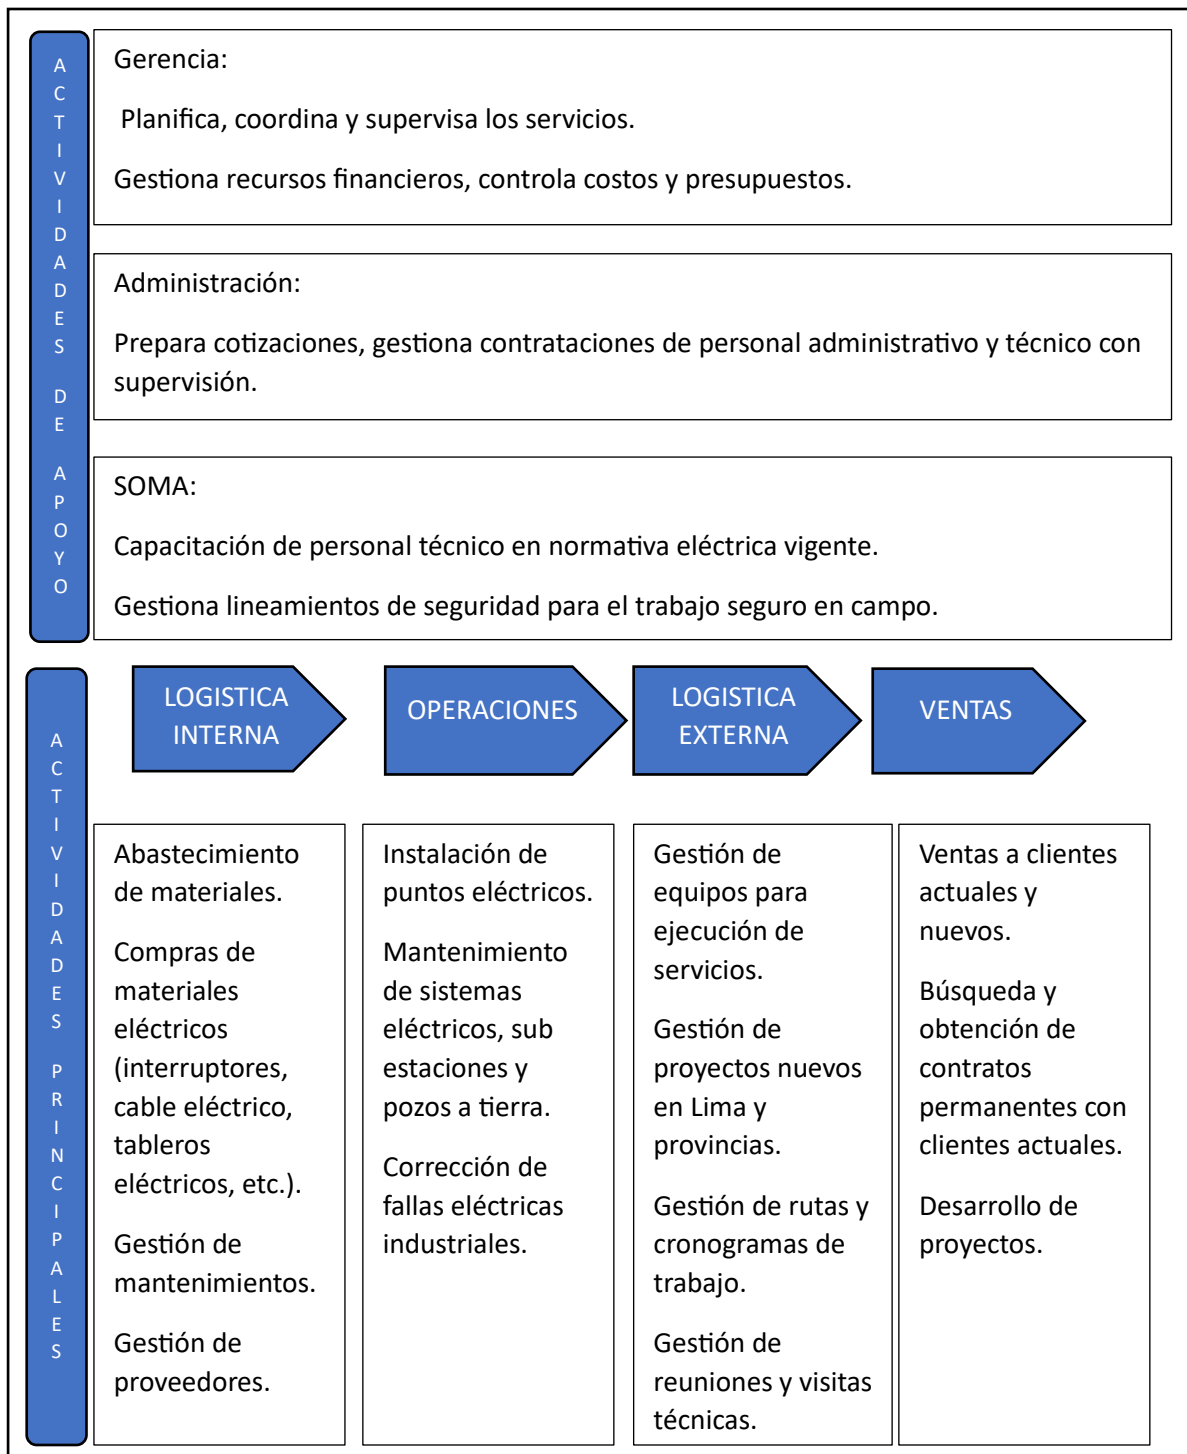 ACTIVIDADES DE APOYO
Gerencia:
Planifica, coordina y supervisa los servicios.
Gestiona recursos financieros, controla costos y presupuestos.
Administración:
Prepara cotizaciones, gestiona contrataciones de personal administrativo y técnico con
supervisión.
SOMA:
Capacitación de personal técnico en normativa eléctrica vigente.
Gestiona lineamientos de seguridad para el trabajo seguro en campo.
ACTIVIDADES PRINCIPALES
LOGISTICA
INTERNA
OPERACIONES
LOGISTICA
EXTERNA
VENTAS
Abastecimiento
de materiales.
Compras de
materiales
eléctricos
(interruptores,
cable eléctrico,
tableros
eléctricos, etc.).
Gestión de
mantenimientos.
Gestión de
proveedores.
Instalación de
puntos eléctricos.
Mantenimiento
de sistemas
eléctricos, sub
estaciones y
pozos a tierra.
Corrección de
fallas eléctricas
industriales.
Gestión de
equipos para
ejecución de
servicios.
Gestión de
proyectos nuevos
en Lima y
provincias.
Gestión de rutas y
cronogramas de
trabajo.
Gestión de
reuniones y visitas
técnicas.
Ventas a clientes
actuales y
nuevos.
Búsqueda y
obtención de
contratos
permanentes con
clientes actuales.
Desarrollo de
proyectos.